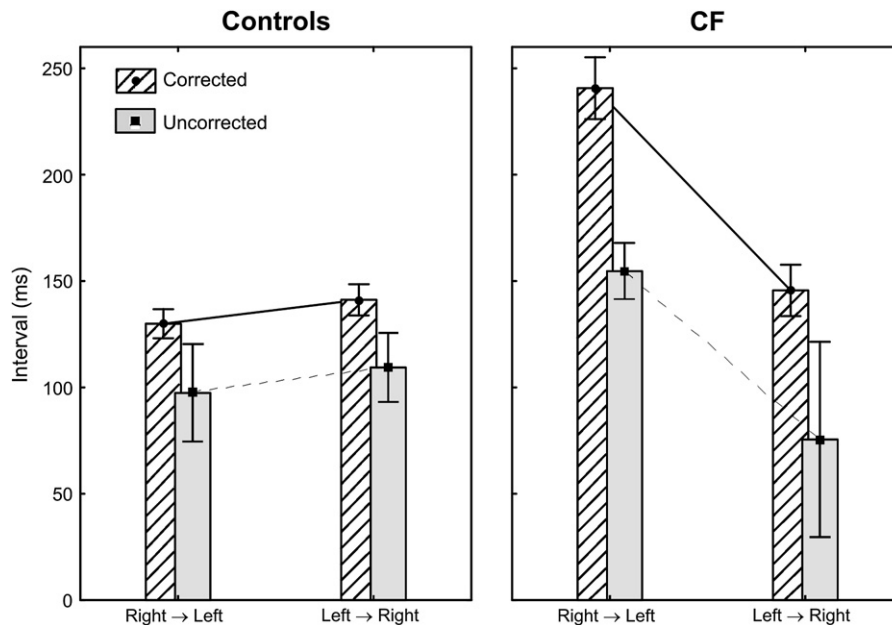 Controls
CF
250
200
150
100
50
0
Interval (ms)
Corrected
Uncorrected
Right → Left
Left → Right
Right → Left
Left → Right